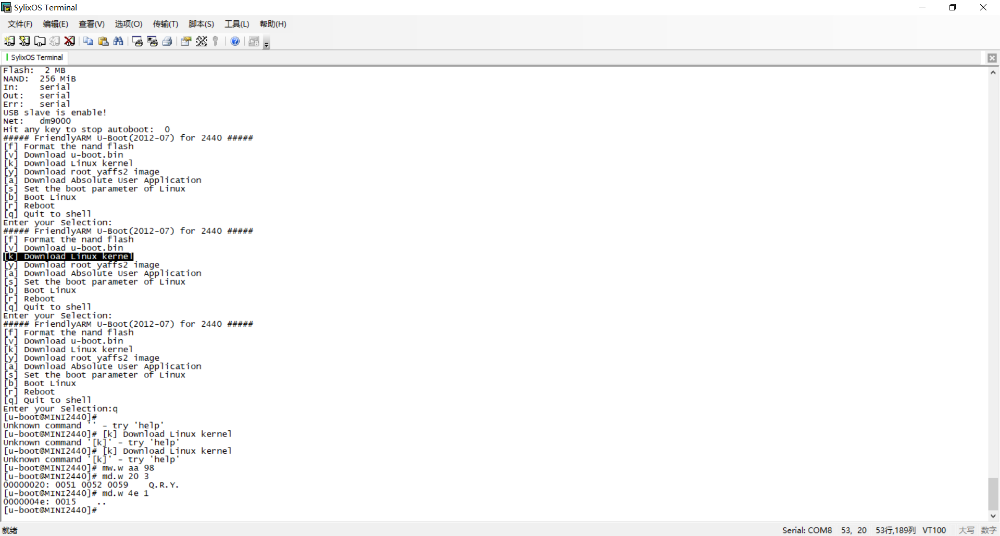 SylixOS Terminal
文件(F) 编辑(E) 查看(V) 选项(O) 传输(T) 脚本(S) 工具(L) 帮助(H)
SylixOS Terminal
Flash:  2 MB
NAND:  256 MiB
In:    serial
Out:   serial
Err:   serial
USB slave is enable!
Net:   dm9000
Hit any key to stop autoboot:  0
##### FriendlyARM U-Boot(2012-07) for 2440 #####
[f] Format the nand flash
[v] Download u-boot.bin
[k] Download Linux kernel
[y] Download root yaffs2 image
[a] Download Absolute User Application
[s] Set the boot parameter of Linux
[b] Boot Linux
[r] Reboot
[q] Quit to shell
Enter your Selection:
##### FriendlyARM U-Boot(2012-07) for 2440 #####
[f] Format the nand flash
[v] Download u-boot.bin
[k] Download Linux kernel
[y] Download root yaffs2 image
[a] Download Absolute User Application
[s] Set the boot parameter of Linux
[b] Boot Linux
[r] Reboot
[q] Quit to shell
Enter your Selection:
##### FriendlyARM U-Boot(2012-07) for 2440 #####
[f] Format the nand flash
[v] Download u-boot.bin
[k] Download Linux kernel
[y] Download root yaffs2 image
[a] Download Absolute User Application
[s] Set the boot parameter of Linux
[b] Boot Linux
[r] Reboot
[q] Quit to shell
Enter your Selection:q
[u-boot@MINI2440]#
Unknown command '' - try 'help'
[u-boot@MINI2440]# [k] Download Linux kernel
Unknown command '[k]' - try 'help'
[u-boot@MINI2440]# [k] Download Linux kernel
Unknown command '[k]' - try 'help'
[u-boot@MINI2440]# mw.w aa 98
[u-boot@MINI2440]# md.w 20 3
00000020: 0051 0052 0059    Q.R.Y.
[u-boot@MINI2440]# md.w 4e 1
0000004e: 0015    ..
[u-boot@MINI2440]#
就绪 Serial: COM8 53, 20 53行,189列 VT100 大写 数字